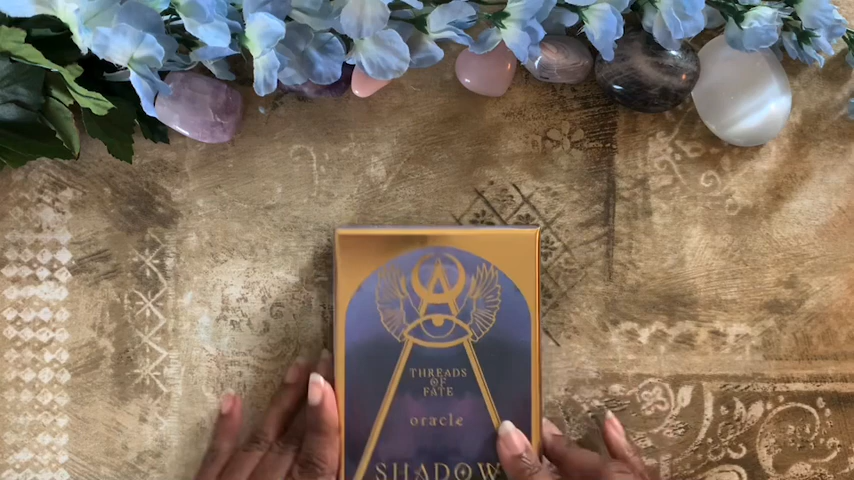 THREADS
OF
FATE
oracle
SHADOW